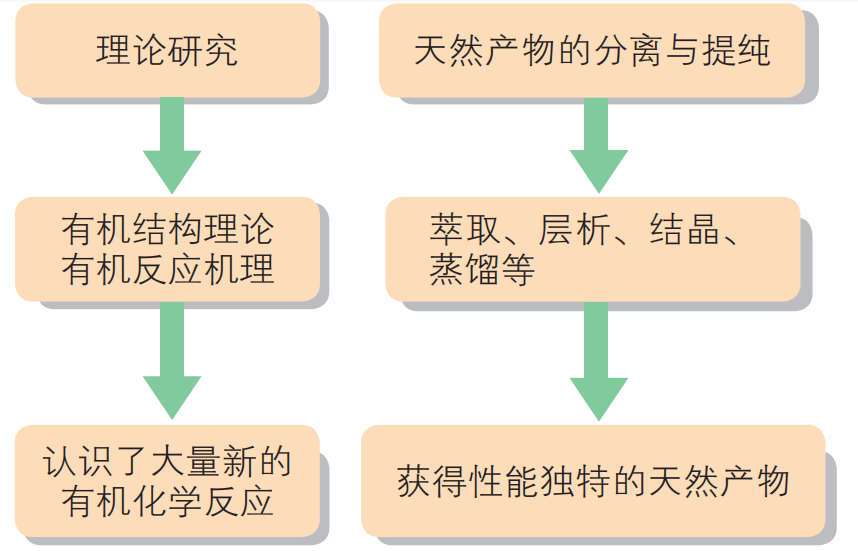 理论研究
有机结构理论
有机反应机理
认识了大量新的
有机化学反应
天然产物的分离与提纯
萃取、层析、结晶、
蒸馏等
获得性能独特的天然产物